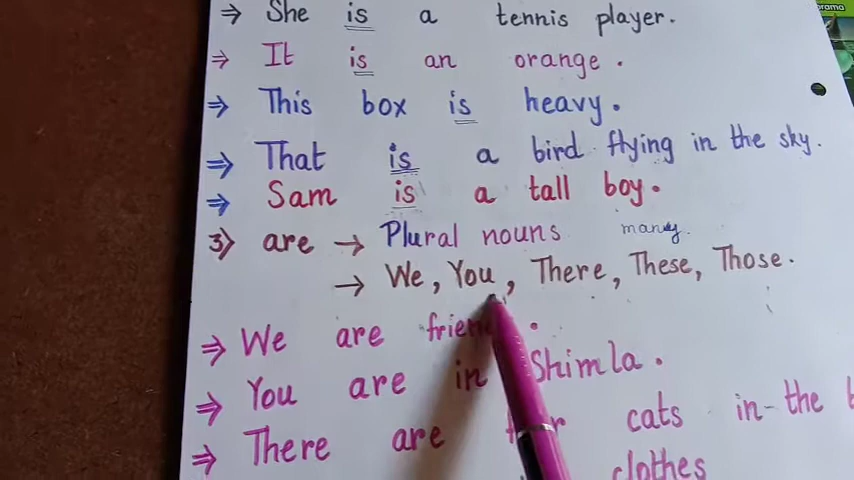 ⇒ She is a tennis player.
⇒ It is an orange.
⇒ This box is heavy.
⇒ That is a bird flying in the sky.
⇒ Sam is a tall boy.
3) are → Plural nouns many
→ We, You, There, These, Those.
⇒ We are
⇒ You are in Shimla.
⇒ There are cats in the
clothes